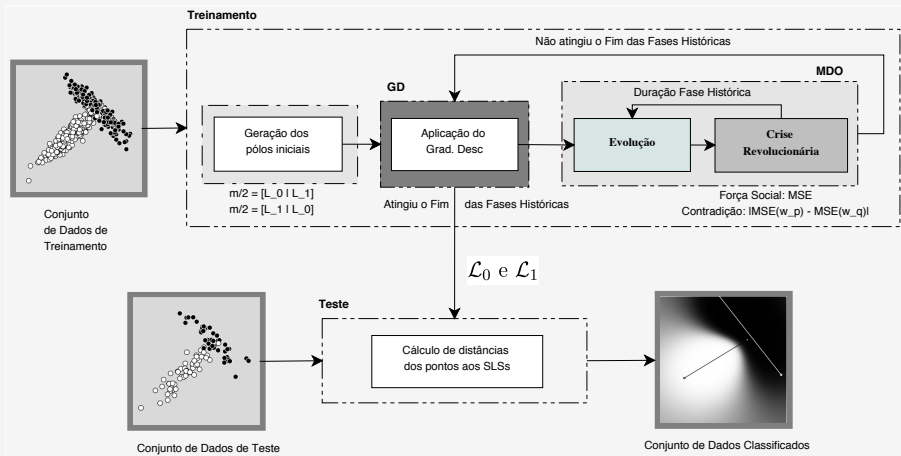 Treinamento
Não atingiu o Fim das Fases Históricas
GD
MDO
Duração Fase Histórica
Geração dos
pólos iniciais
Aplicação do
Grad. Desc
Evolução
Crise
Revolucionária
m/2 = [L_0 | L_1]
m/2 = [L_1 | L_0]
Atingiu o Fim das Fases Históricas
Força Social: MSE
Contradição: |MSE(w_p) - MSE(w_q)|
Conjunto
de Dados de
Treinamento
ℒ₀ e ℒ₁
Teste
Cálculo de distâncias
dos pontos aos SLSs
Conjunto de Dados de Teste
Conjunto de Dados Classificados